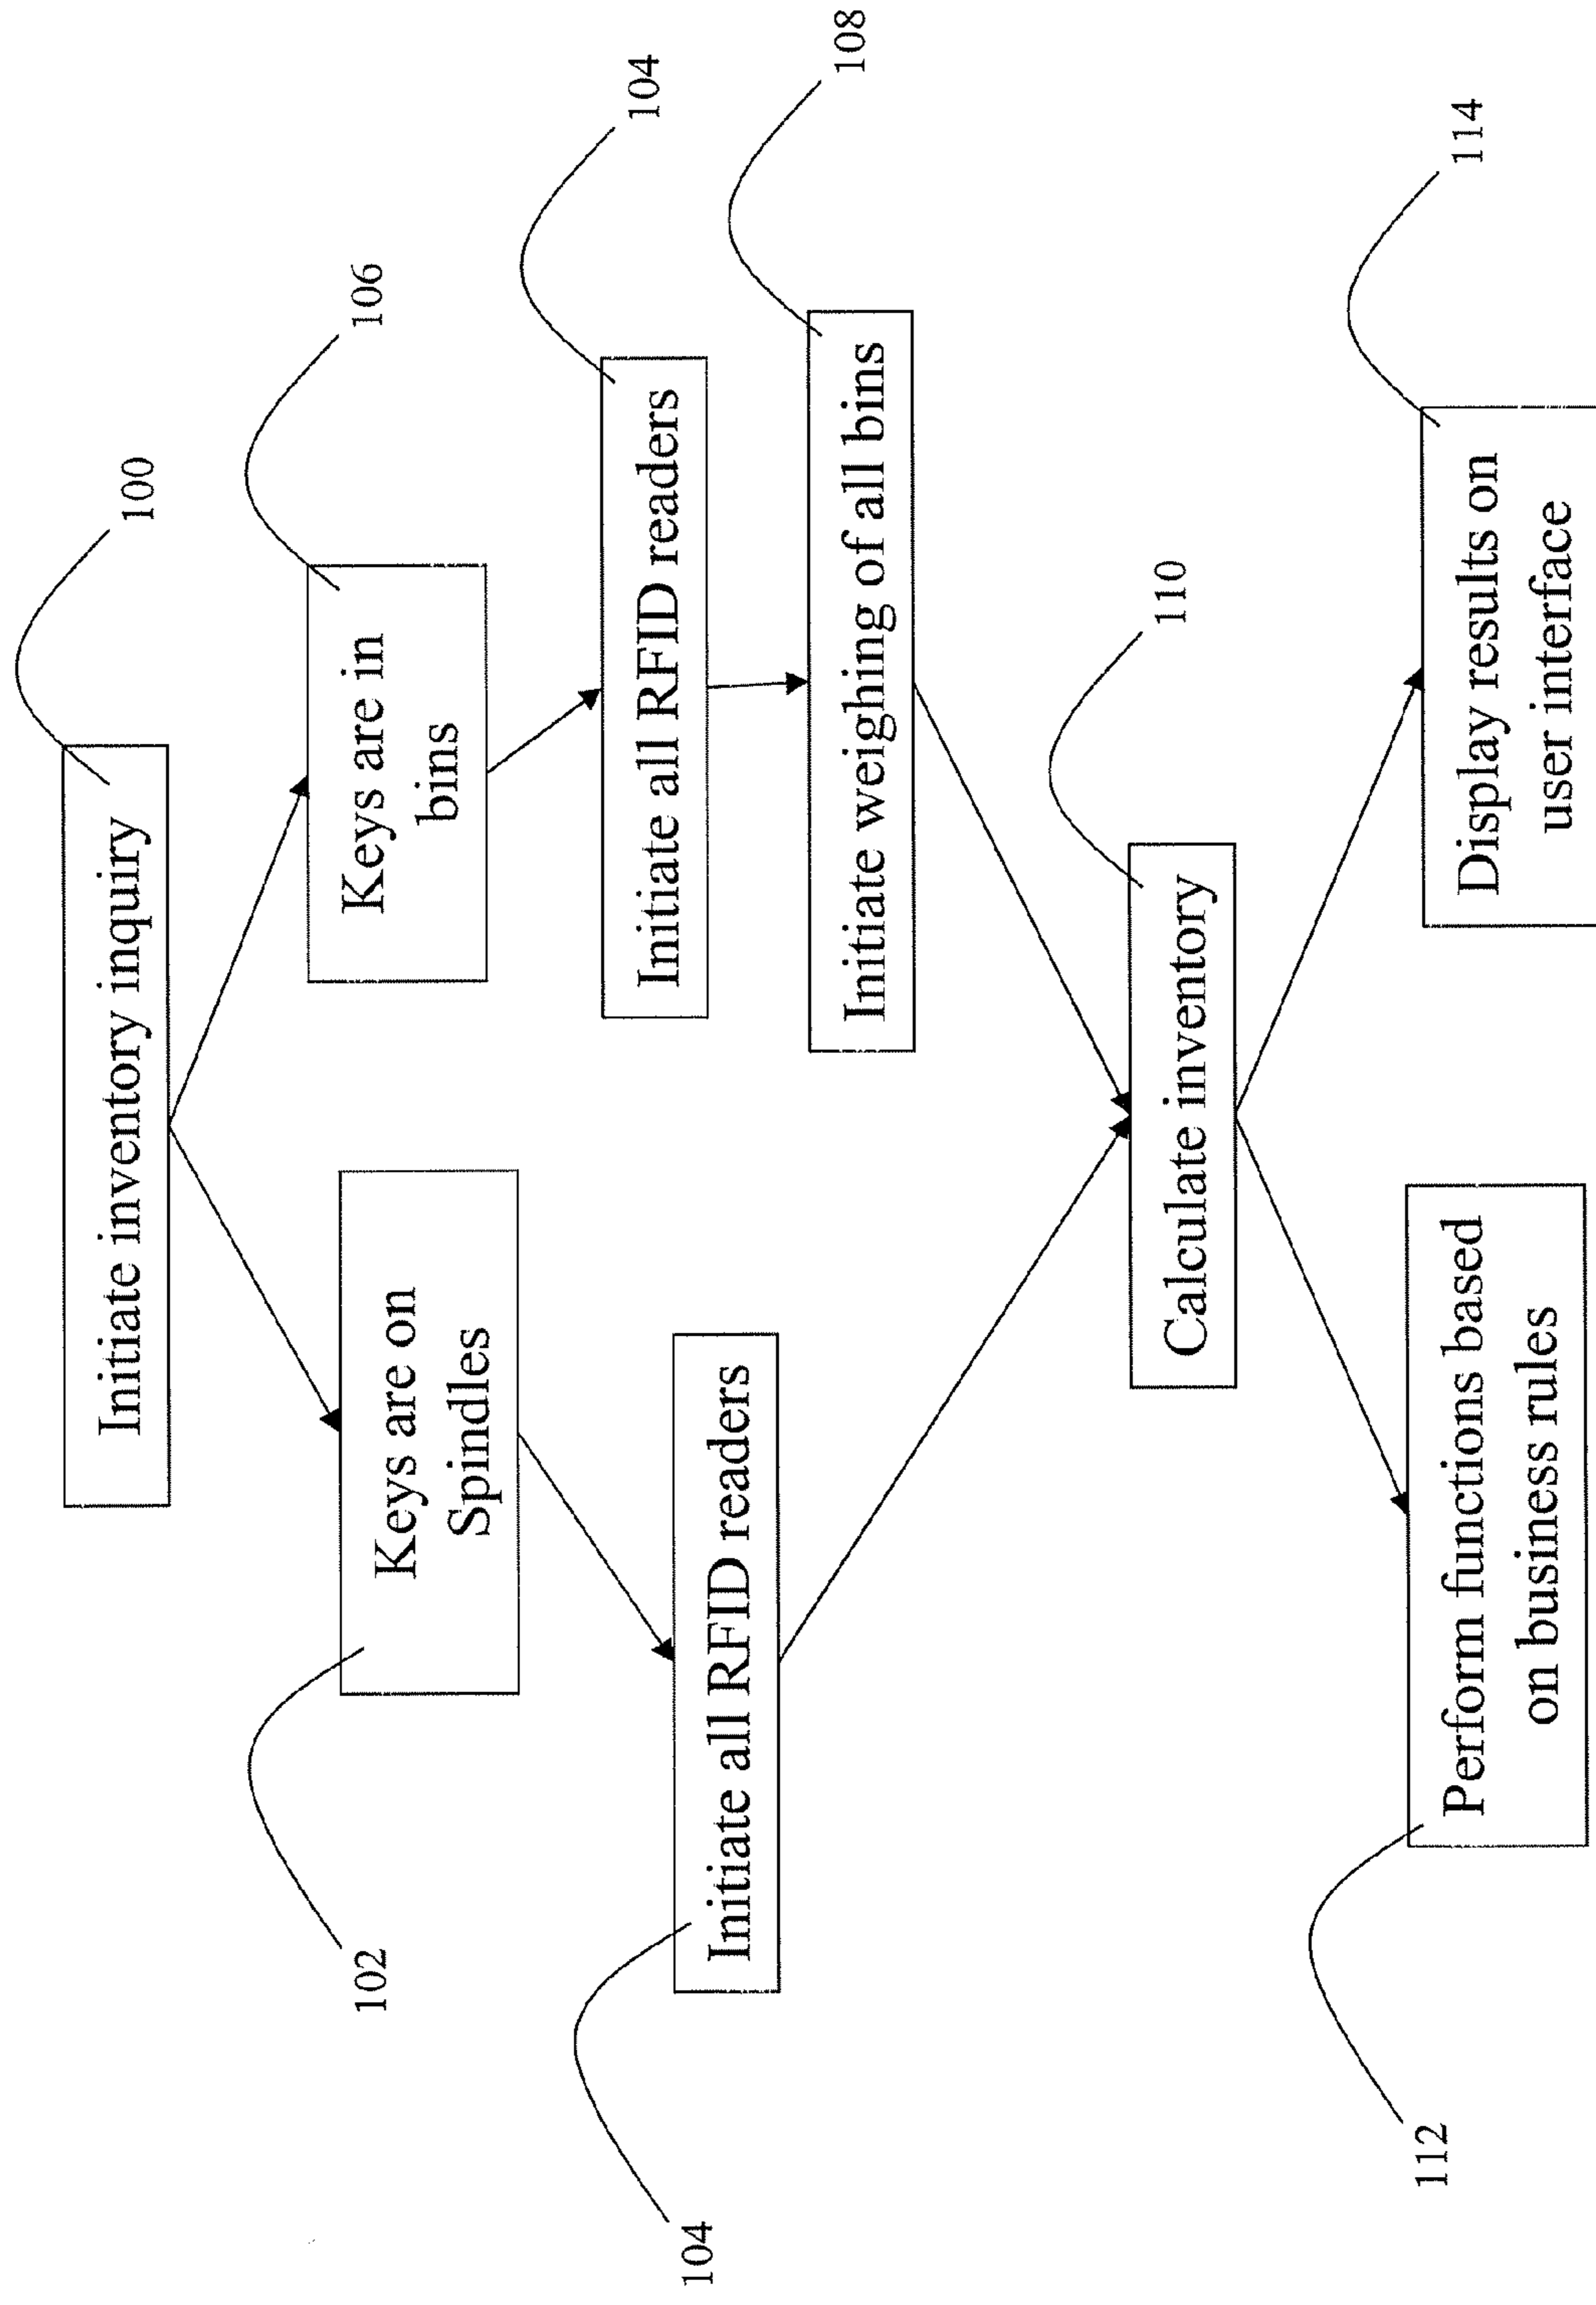 Initiate inventory inquiry
100
102
Keys are on
Spindles
Keys are in
bins
106
104
Initiate all RFID readers
Initiate all RFID readers
104
Initiate weighing of all bins
108
Calculate inventory
110
112
Perform functions based
on business rules
Display results on
user interface
114